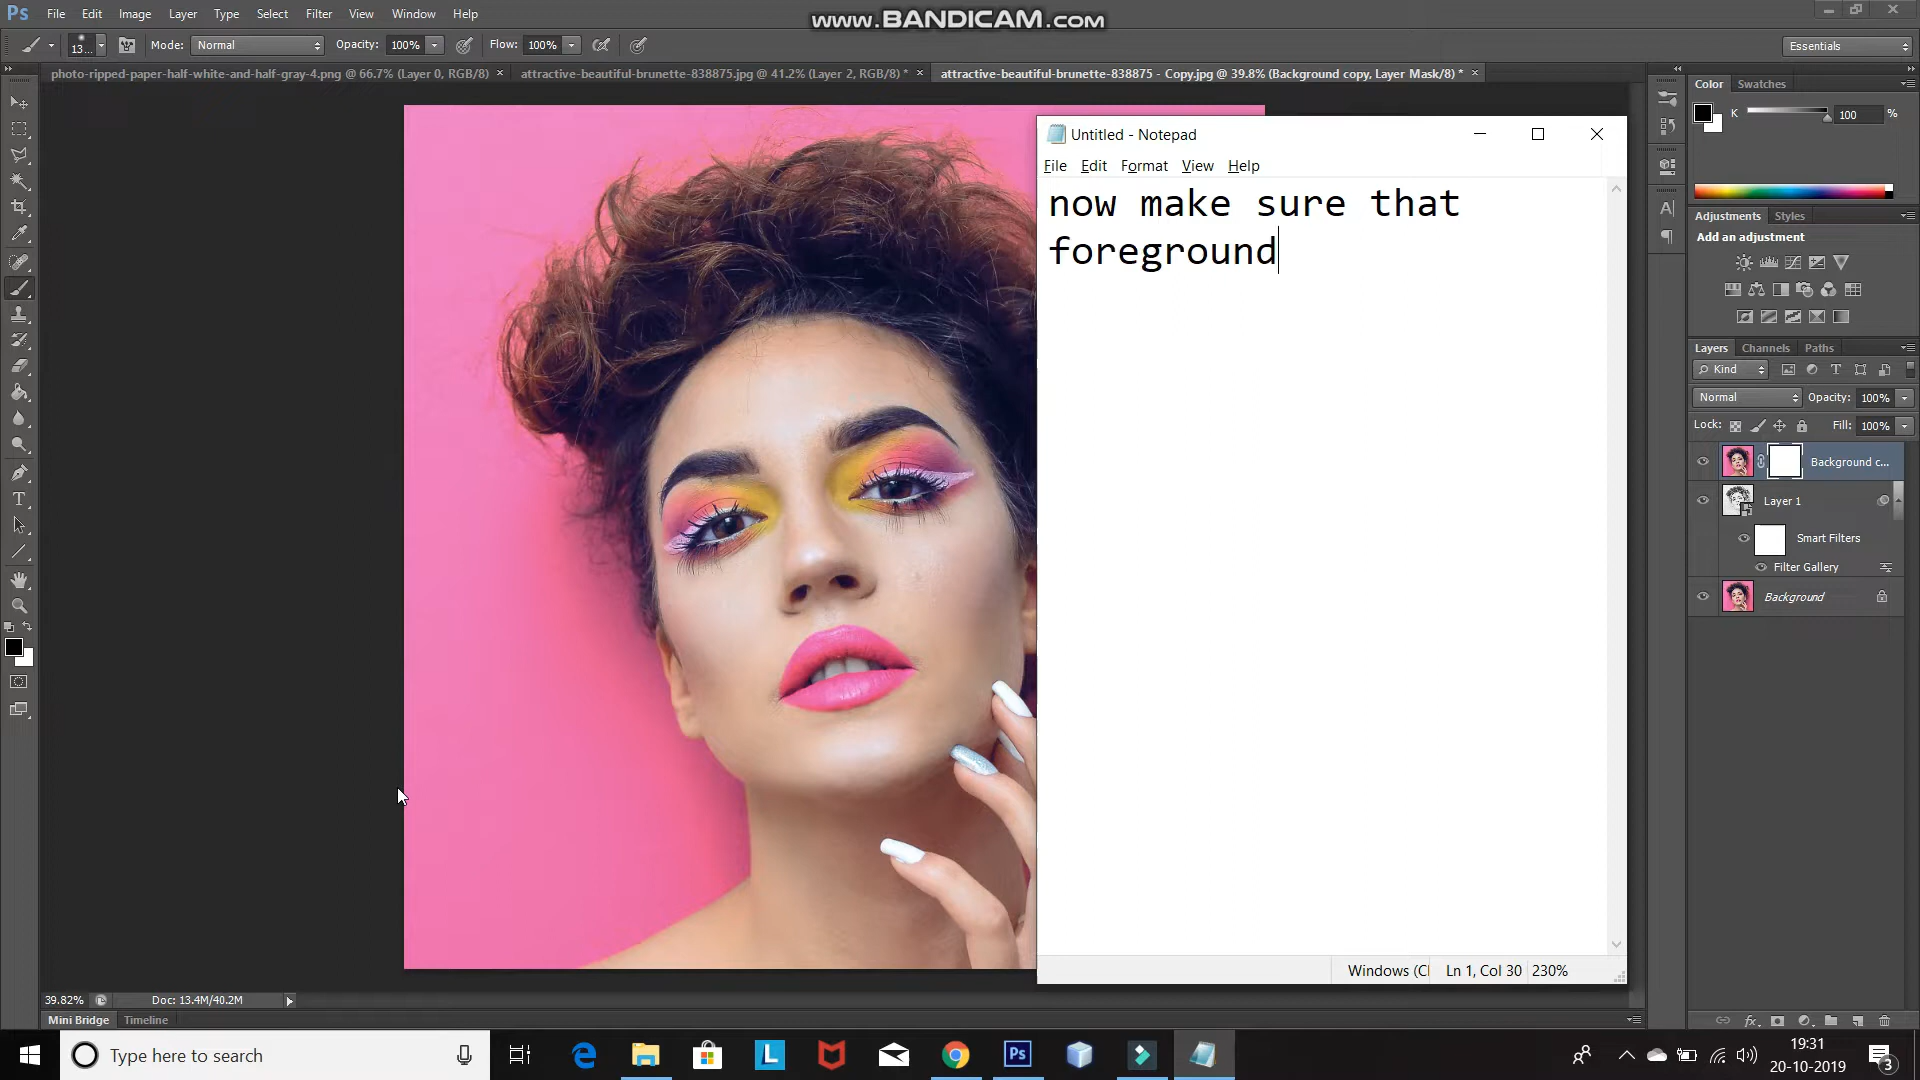 Ps File Edit Image Layer Type Select Filter View Window Help
www.BANDICAM.com
13... Mode: Normal Opacity: 100% Flow: 100% Essentials
photo-ripped-paper-half-white-and-half-gray-4.png @ 66.7% (Layer 0, RGB/8) × attractive-beautiful-brunette-838875.jpg @ 41.2% (Layer 2, RGB/8) * × attractive-beautiful-brunette-838875 - Copy.jpg @ 39.8% (Background copy, Layer Mask/8) * ×
Color Swatches
K 100 %
Untitled - Notepad
File Edit Format View Help
now make sure that
foreground
Adjustments Styles
Add an adjustment
Layers Channels Paths
Kind
Normal Opacity: 100%
Lock: Fill: 100%
Background c...
Layer 1
Smart Filters
Filter Gallery
Background
Windows (Cl Ln 1, Col 30 230%
39.82% Doc: 13.4M/40.2M
Mini Bridge Timeline
Type here to search
L
Ps
19:31
20-10-2019
3